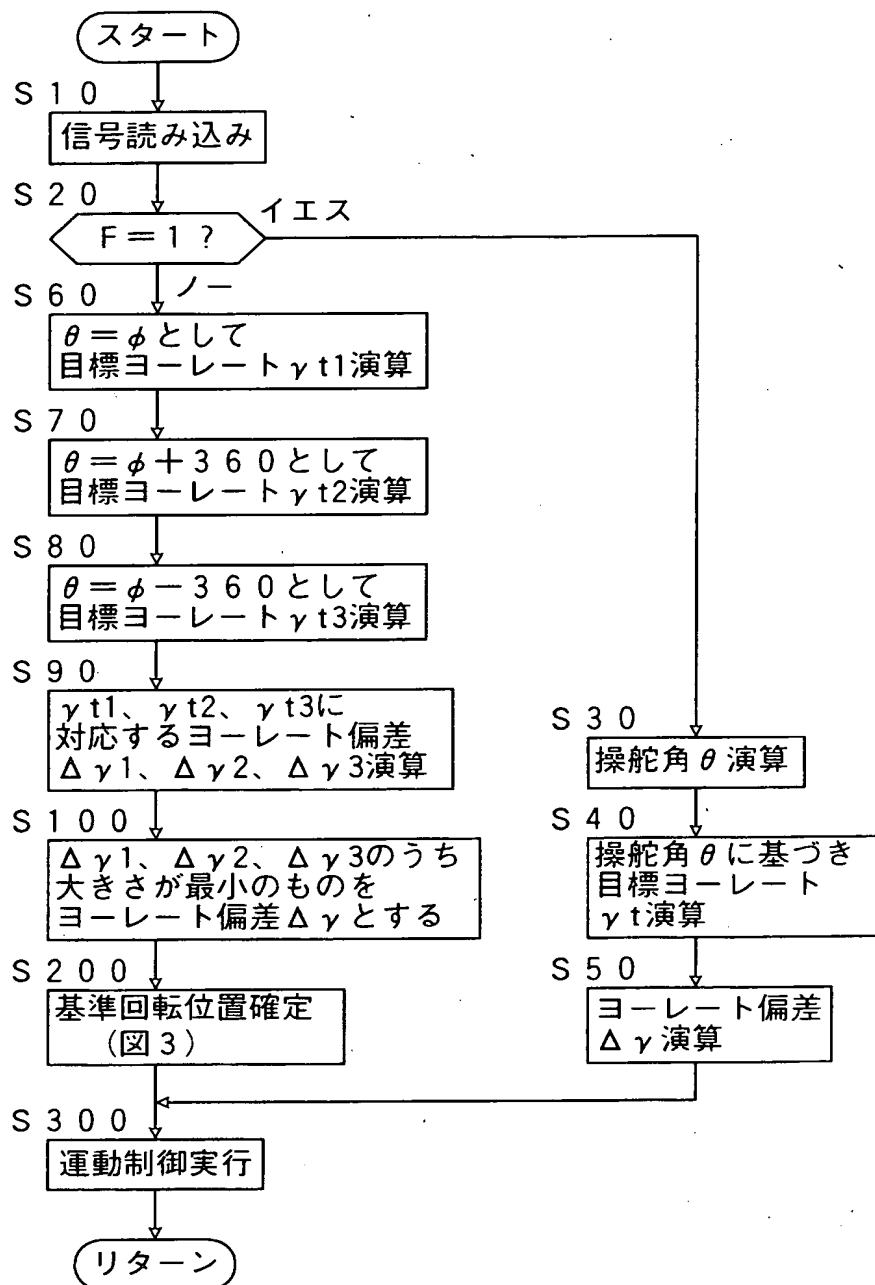 スタート
S10
信号読み込み
S20
イエス
F=1?
ノー
S60
θ=φとして
目標ヨーレートγt1演算
S70
θ=φ+360として
目標ヨーレートγt2演算
S80
θ=φ−360として
目標ヨーレートγt3演算
S90
γt1、γt2、γt3に
対応するヨーレート偏差
Δγ1、Δγ2、Δγ3演算
S100
Δγ1、Δγ2、Δγ3のうち
大きさが最小のものを
ヨーレート偏差Δγとする
S200
基準回転位置確定
(図3)
S30
操舵角θ演算
S40
操舵角θに基づき
目標ヨーレート
γt演算
S50
ヨーレート偏差
Δγ演算
S300
運動制御実行
リターン